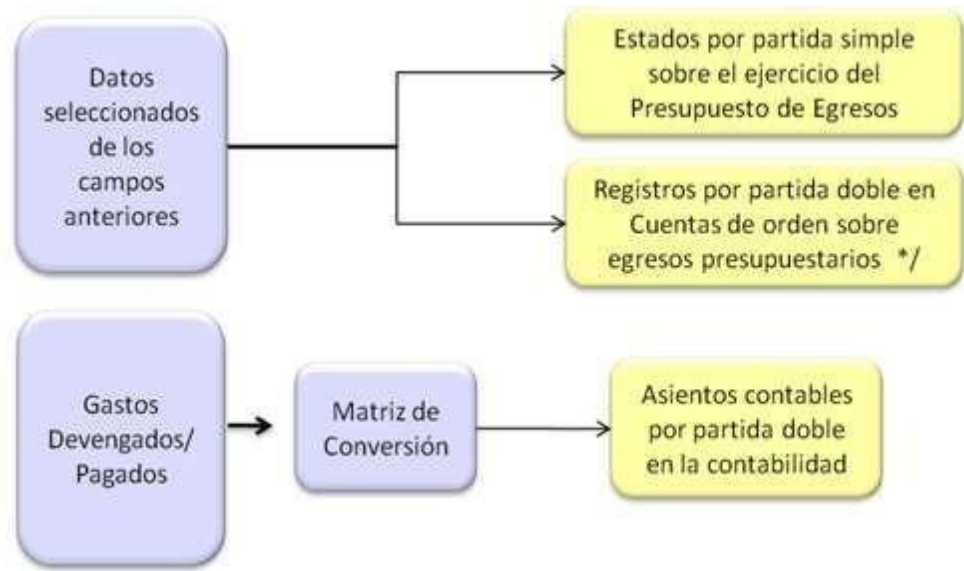 Datos
seleccionados
de los
campos
anteriores
Estados por partida simple
sobre el ejercicio del
Presupuesto de Egresos
Registros por partida doble en
Cuentas de orden sobre
egresos presupuestarios */
Gastos
Devengados/
Pagados
Matriz de
Conversión
Asientos contables
por partida doble
en la contabilidad